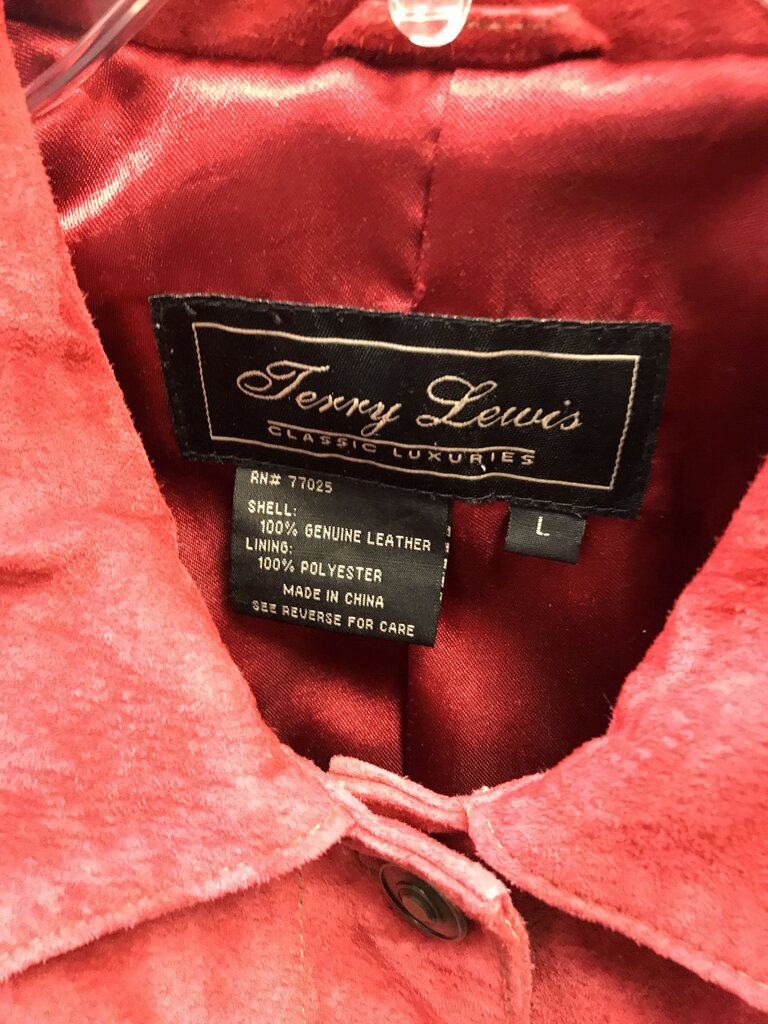 Terry Lewis
CLASSIC LUXURIES
RN# 77025
SHELL:
100% GENUINE LEATHER
LINING:
100% POLYESTER
MADE IN CHINA
SEE REVERSE FOR CARE
L